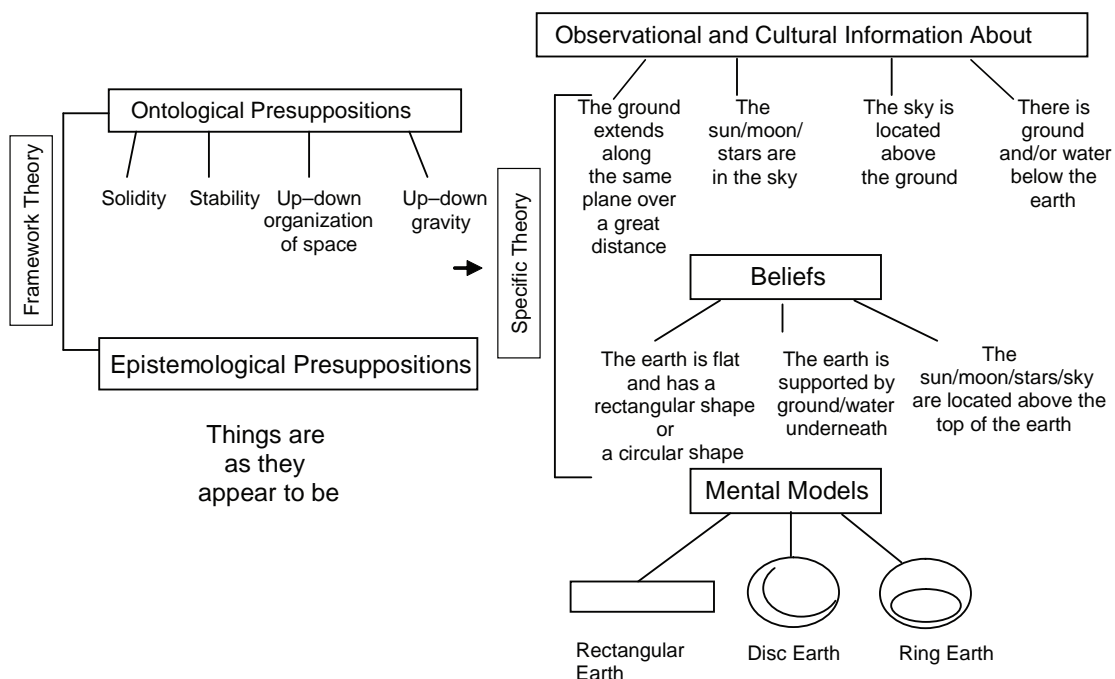 Framework Theory
Ontological Presuppositions
Solidity
Stability
Up–down
organization
of space
Up–down
gravity
Epistemological Presuppositions
Things are
as they
appear to be
Specific Theory
Observational and Cultural Information About
The ground
extends
along
the same
plane over
a great
distance
The
sun/moon/
stars are
in the sky
The sky is
located
above
the ground
There is
ground
and/or water
below the
earth
Beliefs
The earth is flat
and has a
rectangular shape
or
a circular shape
The earth is
supported by
ground/water
underneath
The
sun/moon/stars/sky
are located above the
top of the earth
Mental Models
Rectangular
Earth
Disc Earth
Ring Earth